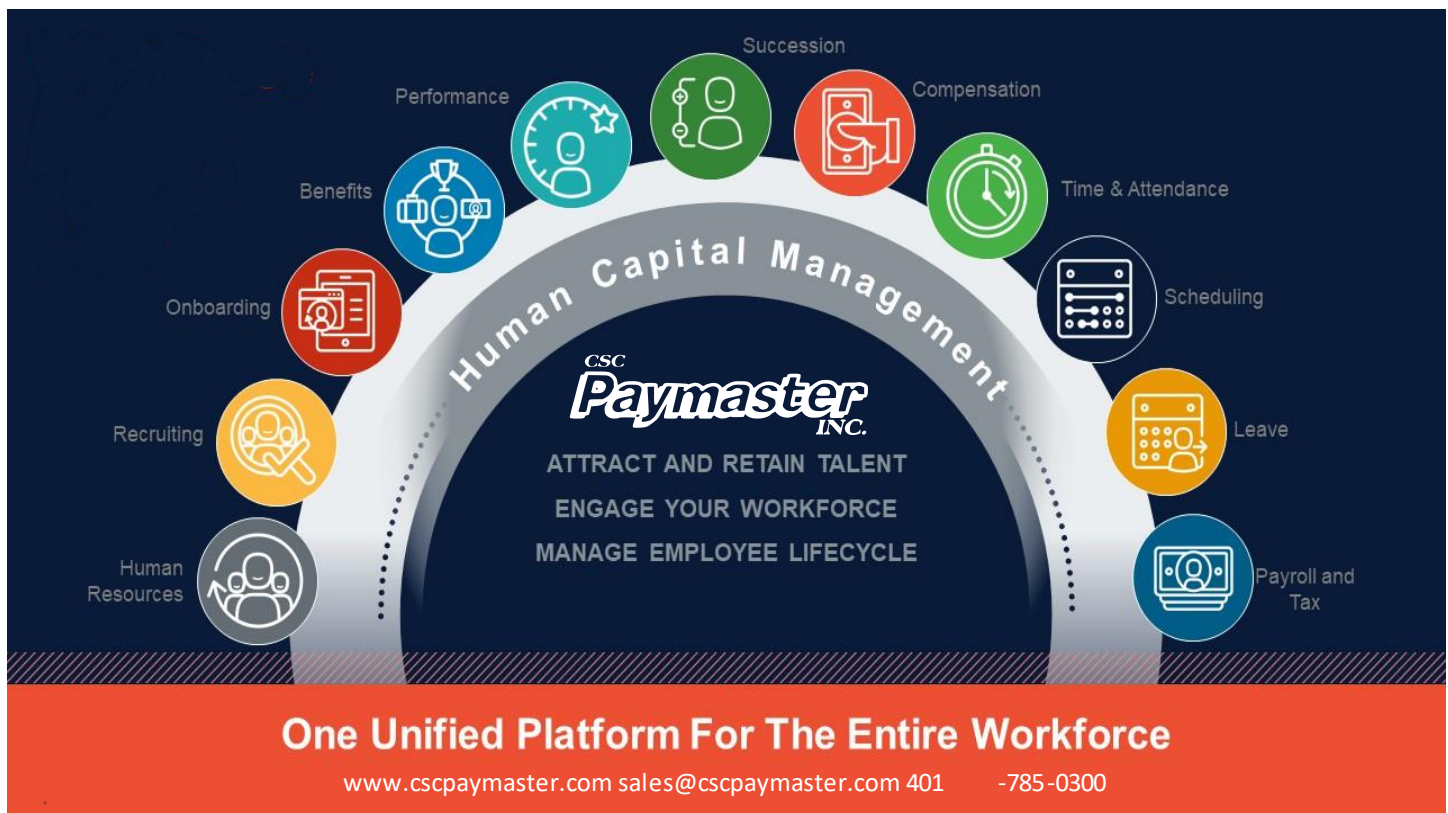 Succession
Performance
Compensation
Benefits
Time & Attendance
Onboarding
Scheduling
Recruiting
Leave
Human
Resources
Payroll and
Tax
Human Capital Management
CSC
Paymaster
INC.
ATTRACT AND RETAIN TALENT
ENGAGE YOUR WORKFORCE
MANAGE EMPLOYEE LIFECYCLE
One Unified Platform For The Entire Workforce
www.cscpaymaster.com sales@cscpaymaster.com 401 -785-0300